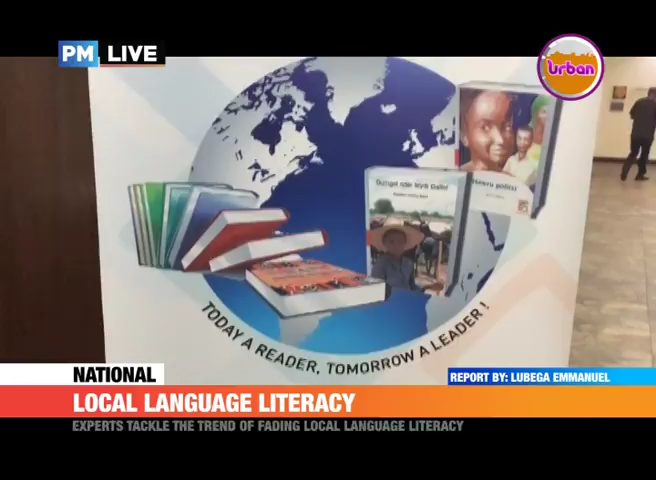 PM LIVE
urban
TODAY A READER, TOMORROW A LEADER !
NATIONAL
REPORT BY: LUBEGA EMMANUEL
LOCAL LANGUAGE LITERACY
EXPERTS TACKLE THE TREND OF FADING LOCAL LANGUAGE LITERACY